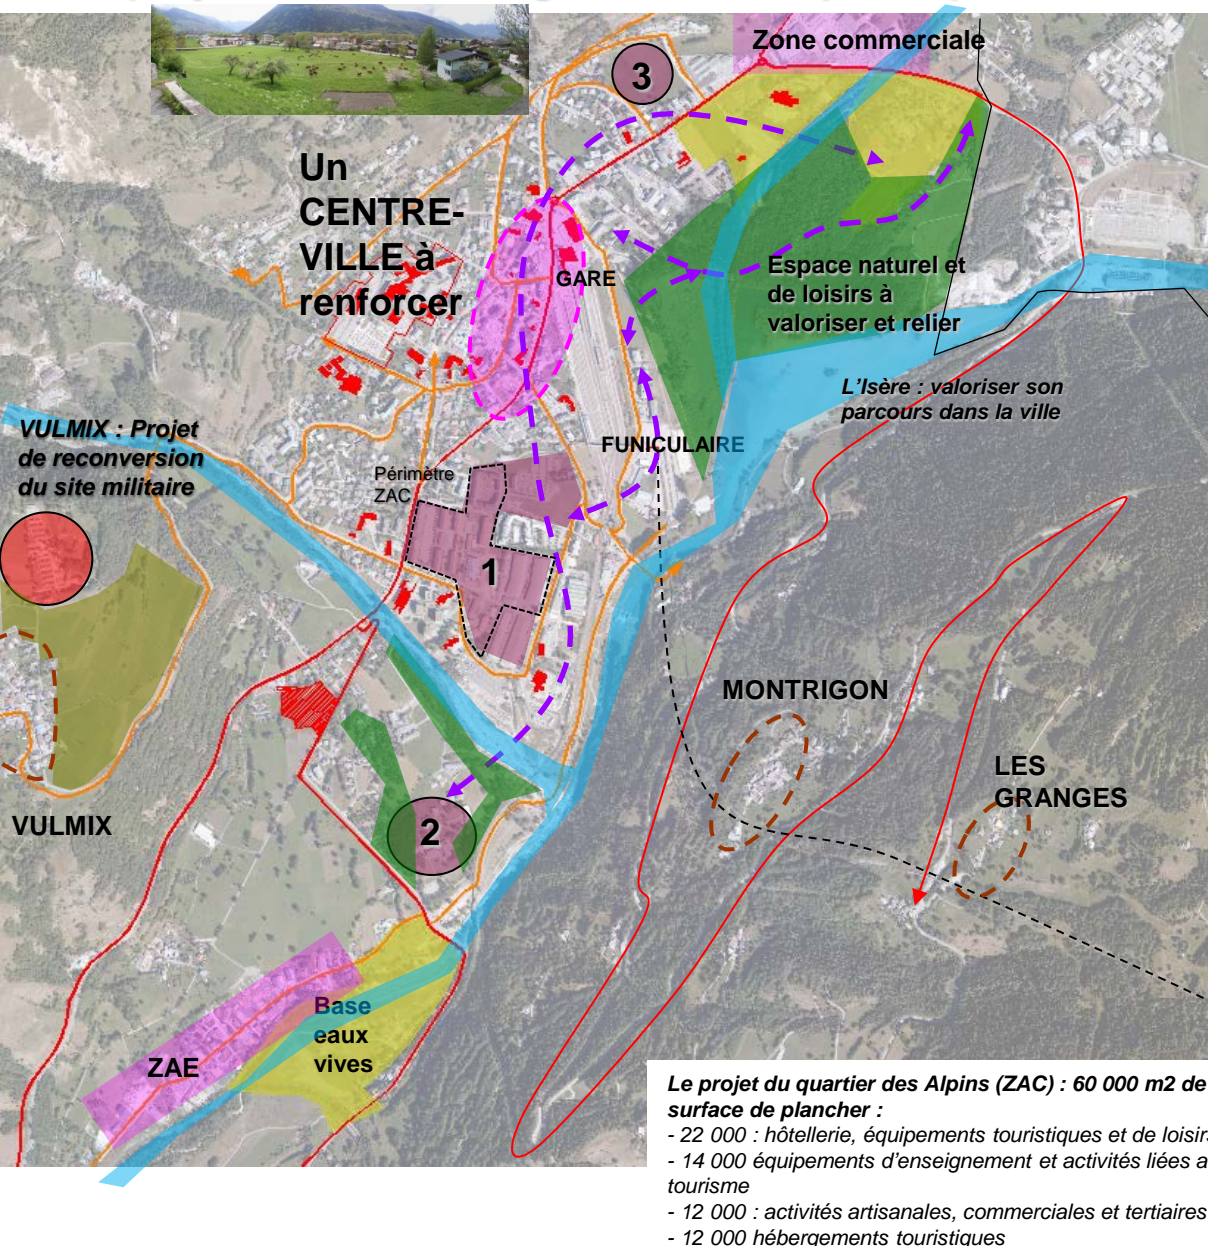 Zone commerciale
3
Un
CENTRE-
VILLE à
renforcer
GARE
Espace naturel et
de loisirs à
valoriser et relier
L'Isère : valoriser son
parcours dans la ville
VULMIX : Projet
de reconversion
du site militaire
FUNICULAIRE
Périmètre
ZAC
1
MONTRIGON
LES
GRANGES
VULMIX
2
Base
eaux
vives
ZAE
Le projet du quartier des Alpins (ZAC) : 60 000 m2 de
surface de plancher :
- 22 000 : hôtellerie, équipements touristiques et de loisirs
- 14 000 équipements d'enseignement et activités liées a
tourisme
- 12 000 : activités artisanales, commerciales et tertiaires
- 12 000 hébergements touristiques